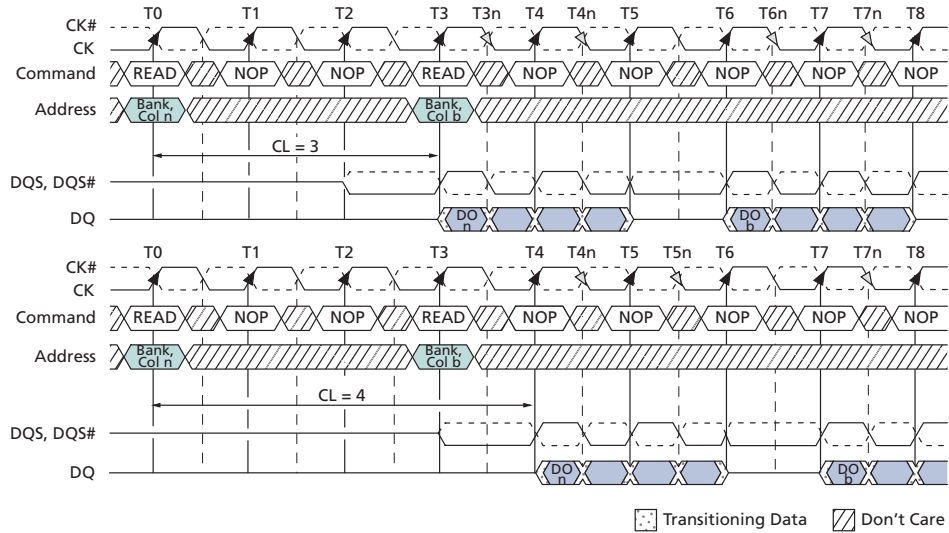 T0 T1 T2 T3 T3n T4 T4n T5 T6 T6n T7 T7n T8
CK#
CK
Command READ NOP NOP READ NOP NOP NOP NOP NOP
Address Bank, Col n Bank, Col b
CL = 3
DQS, DQS#
DQ DO n DO b
T0 T1 T2 T3 T4 T4n T5 T5n T6 T7 T7n T8
CK#
CK
Command READ NOP NOP READ NOP NOP NOP NOP NOP
Address Bank, Col n Bank, Col b
CL = 4
DQS, DQS#
DQ DO n DO b
Transitioning Data Don't Care